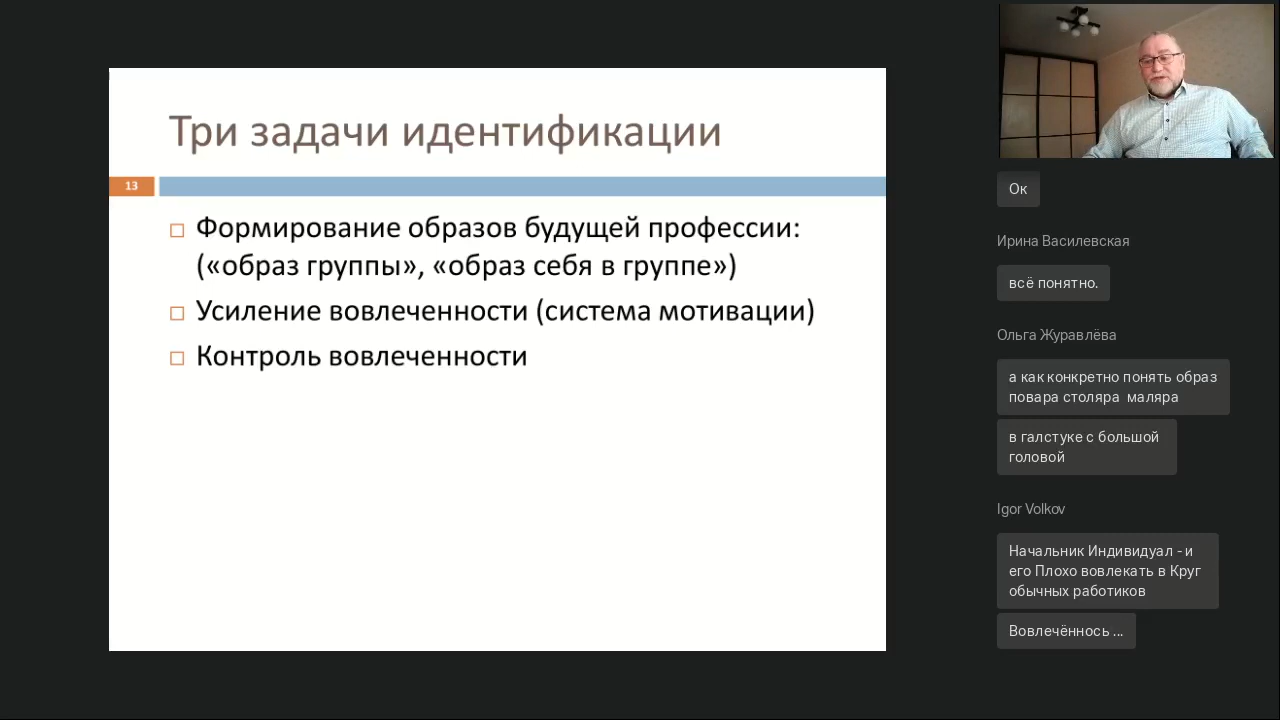 Три задачи идентификации
13
Формирование образов будущей профессии:
(«образ группы», «образ себя в группе»)
Усиление вовлеченности (система мотивации)
Контроль вовлеченности
Ок
Ирина Василевская
всё понятно.
Ольга Журавлёва
а как конкретно понять образ
повара столяра маляра
в галстуке с большой
головой
Igor Volkov
Начальник Индивидуал - и
его Плохо вовлекать в Круг
обычных работиков
Вовлечённось ...